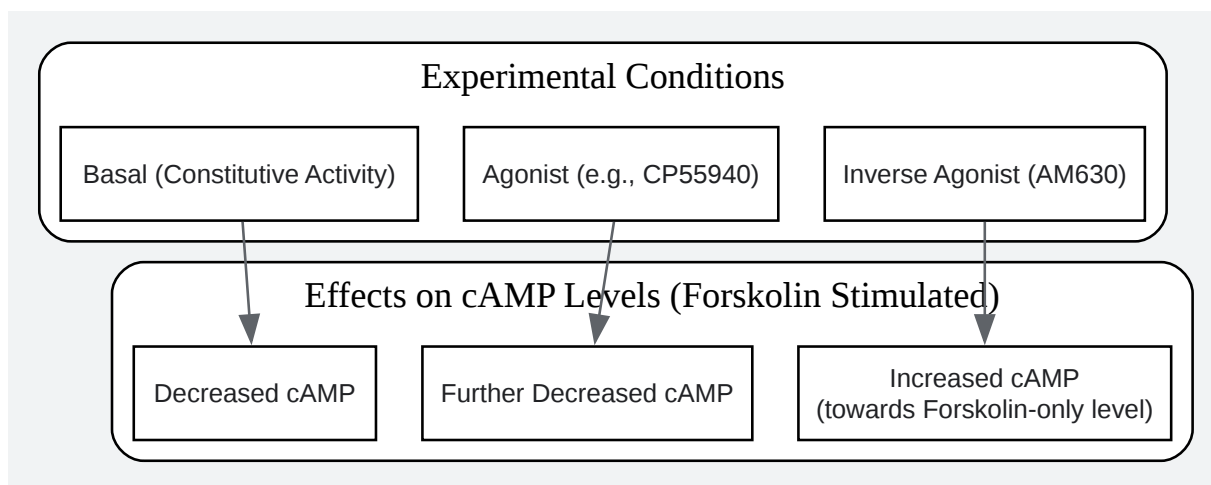 Experimental Conditions
Basal (Constitutive Activity)
Agonist (e.g., CP55940)
Inverse Agonist (AM630)
Effects on cAMP Levels (Forskolin Stimulated)
Decreased cAMP
Further Decreased cAMP
Increased cAMP
(towards Forskolin-only level)